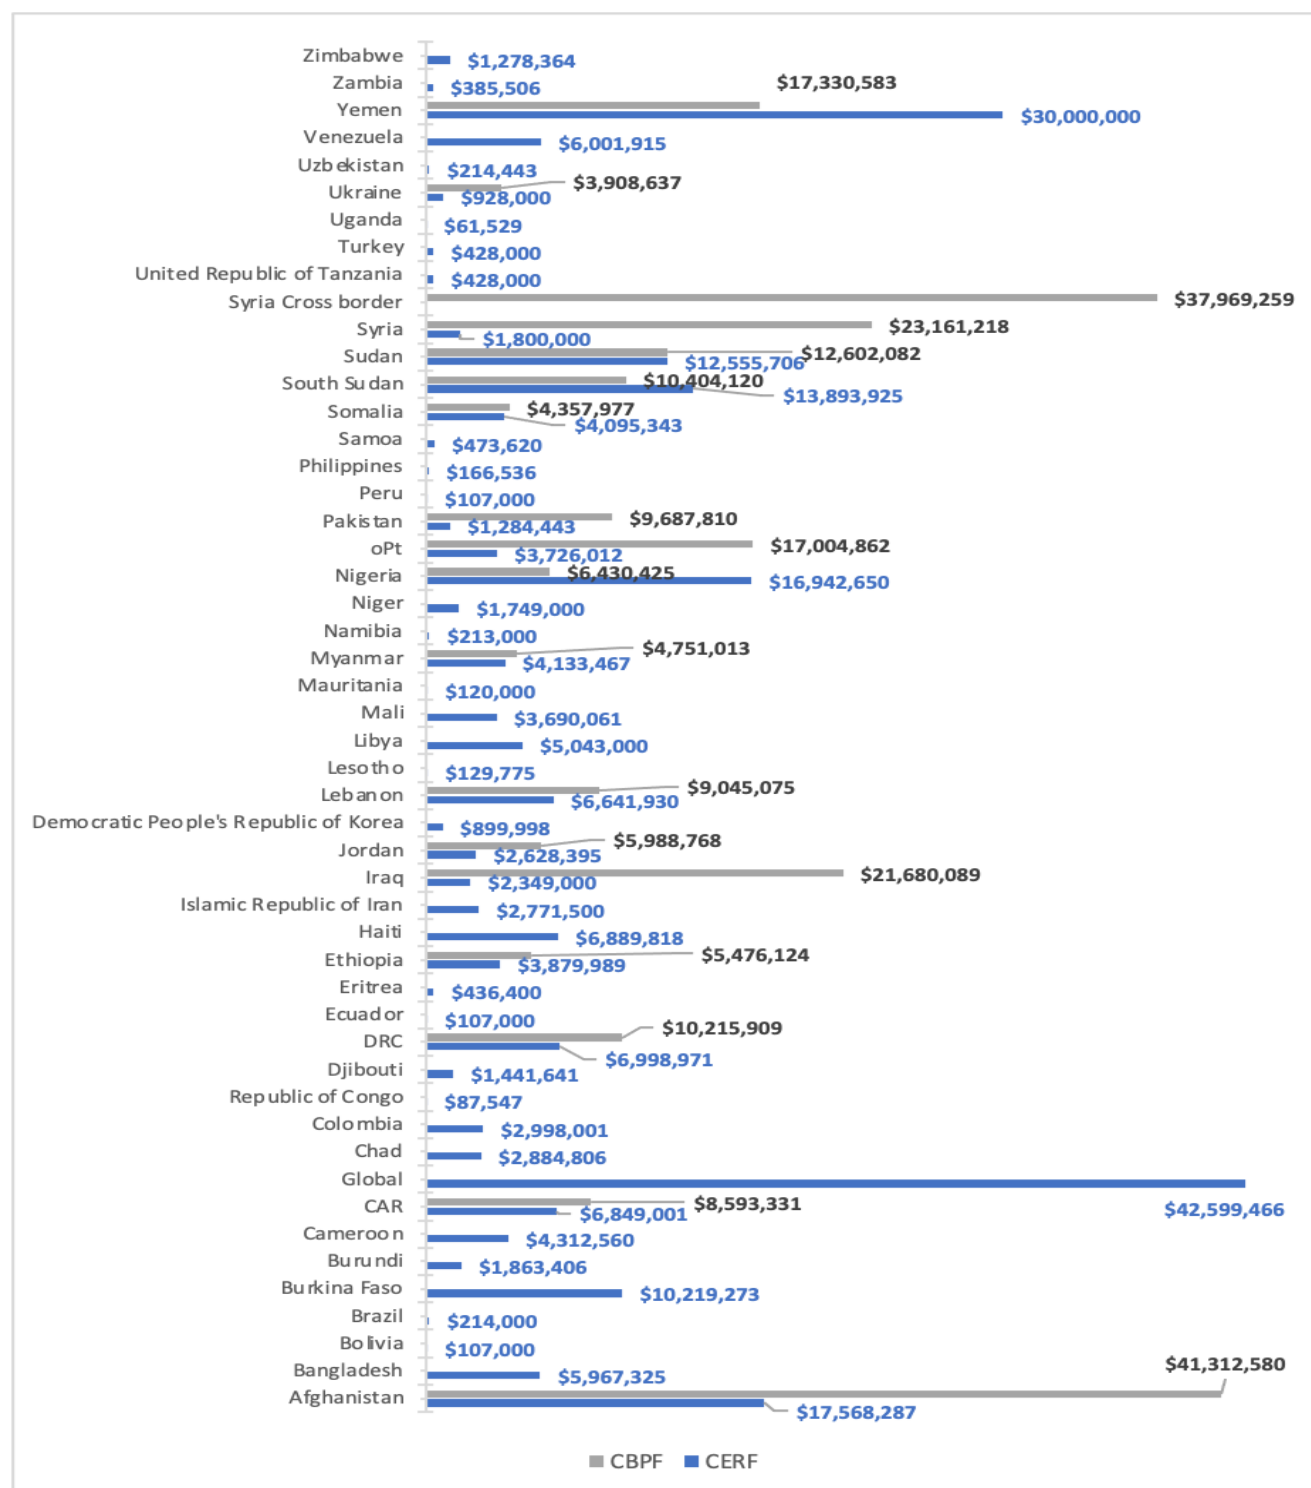 Zimbabwe $1,278,364
Zambia $385,506 $17,330,583
Yemen $30,000,000
Venezuela $6,001,915
Uzbekistan $214,443
$3,908,637
Ukraine $928,000
Uganda $61,529
Turkey $428,000
United Republic of Tanzania $428,000
Syria Cross border $37,969,259
Syria $23,161,218
$1,800,000
Sudan $12,602,082
$12,555,706
South Sudan $10,404,120
$13,893,925
Somalia $4,357,977
$4,095,343
Samoa $473,620
Philippines $166,536
Peru $107,000
Pakistan $9,687,810
$1,284,443
oPt $17,004,862
$3,726,012
Nigeria $6,430,425
$16,942,650
Niger $1,749,000
Namibia $213,000
$4,751,013
Myanmar $4,133,467
Mauritania $120,000
Mali $3,690,061
Libya $5,043,000
Lesotho $129,775
$9,045,075
Lebanon $6,641,930
Democratic People's Republic of Korea $899,998
$5,988,768
Jordan $2,628,395
Iraq $21,680,089
$2,349,000
Islamic Republic of Iran $2,771,500
Haiti $6,889,818
$5,476,124
Ethiopia $3,879,989
Eritrea $436,400
Ecuador $107,000
$10,215,909
DRC $6,998,971
Djibouti $1,441,641
Republic of Congo $87,547
Colombia $2,998,001
Chad $2,884,806
Global $42,599,466
CAR $8,593,331
$6,849,001
Cameroon $4,312,560
Burundi $1,863,406
Burkina Faso $10,219,273
Brazil $214,000
Bolivia $107,000
Bangladesh $5,967,325
$41,312,580
Afghanistan $17,568,287
CBPF CERF